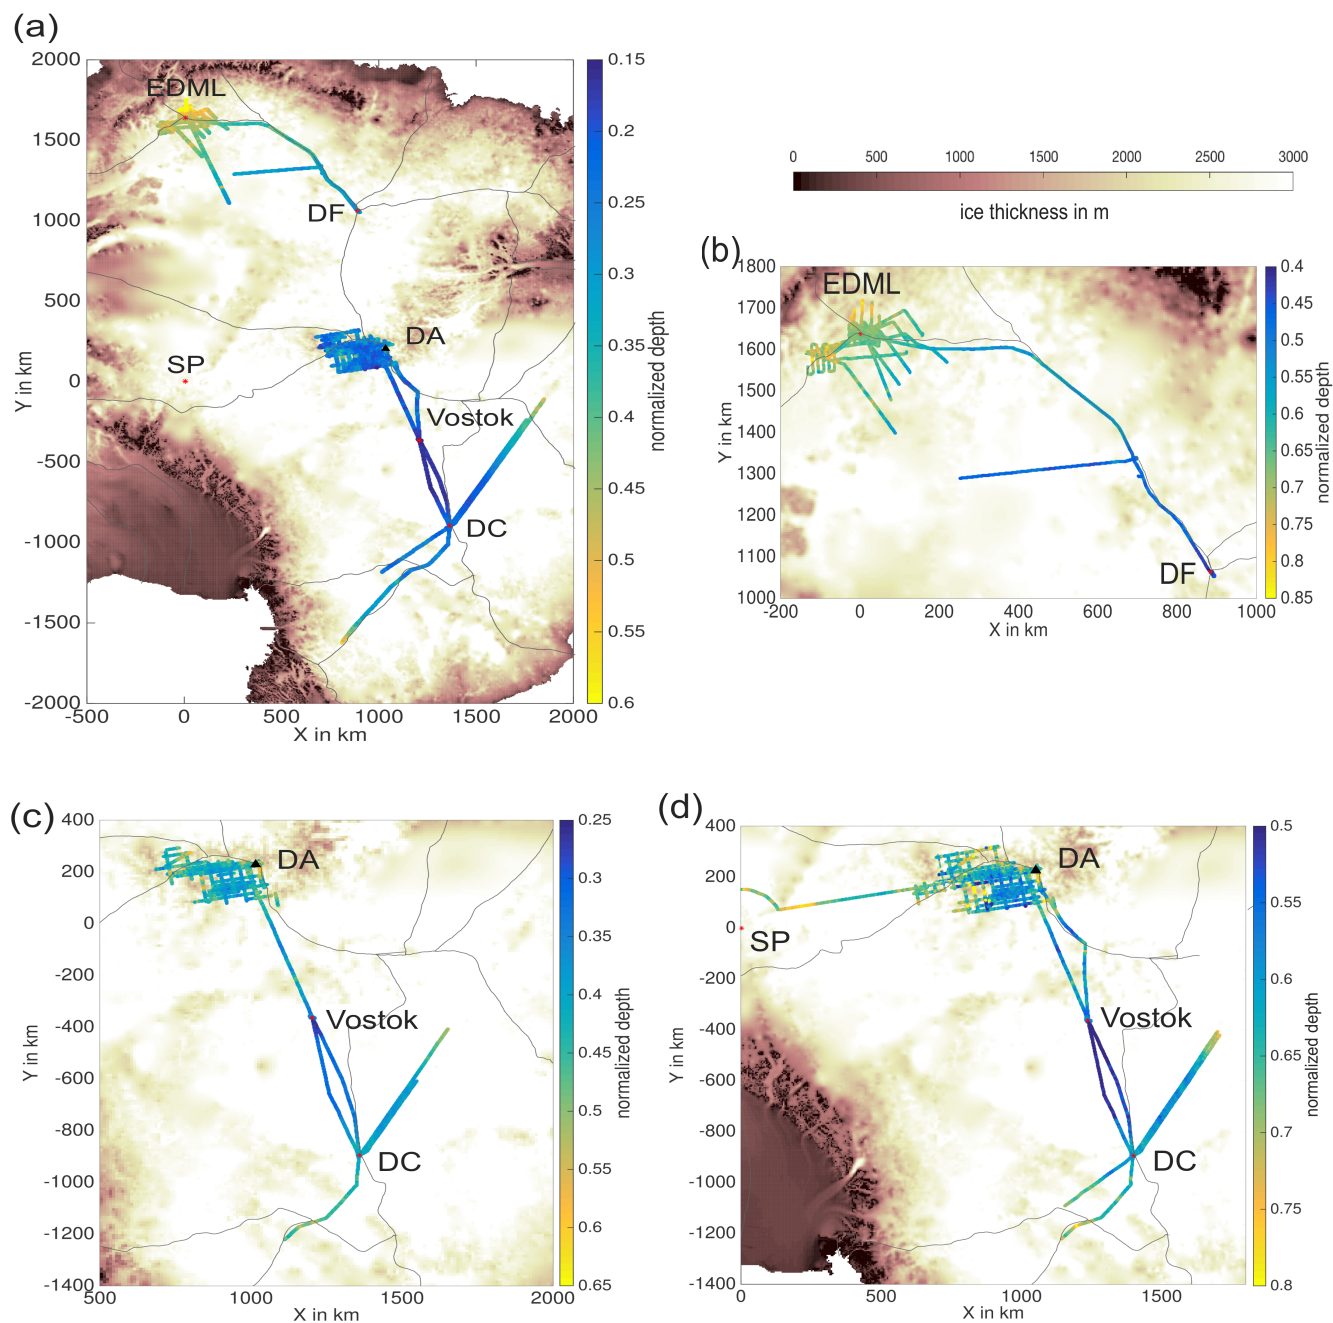 (a)
2000
1500
1000
500
0
-500
-1000
-1500
-2000
Y in km
-500 0 500 1000 1500 2000
X in km
EDML
DF
DA
SP
Vostok
DC
0.15
0.2
0.25
0.3
0.35
0.4
0.45
0.5
0.55
0.6
normalized depth
0 500 1000 1500 2000 2500 3000
ice thickness in m
(b)
1800
1700
1600
1500
1400
1300
1200
1100
1000
Y in km
-200 0 200 400 600 800 1000
X in km
EDML
DF
0.4
0.45
0.5
0.55
0.6
0.65
0.7
0.75
0.8
0.85
normalized depth
(c)
400
200
0
-200
-400
-600
-800
-1000
-1200
-1400
Y in km
500 1000 1500 2000
X in km
DA
Vostok
DC
0.25
0.3
0.35
0.4
0.45
0.5
0.55
0.6
0.65
normalized depth
(d)
400
200
0
-200
-400
-600
-800
-1000
-1200
-1400
Y in km
0 500 1000 1500
X in km
DA
SP
Vostok
DC
0.5
0.55
0.6
0.65
0.7
0.75
0.8
normalized depth